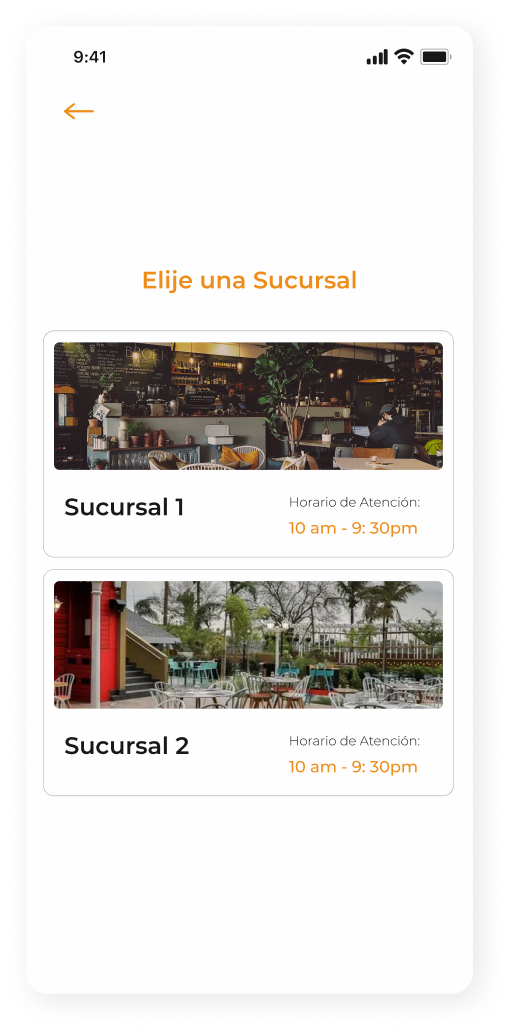 9:41
Elije una Sucursal
Sucursal 1
Horario de Atención:
10 am - 9: 30pm
Sucursal 2
Horario de Atención:
10 am - 9: 30pm